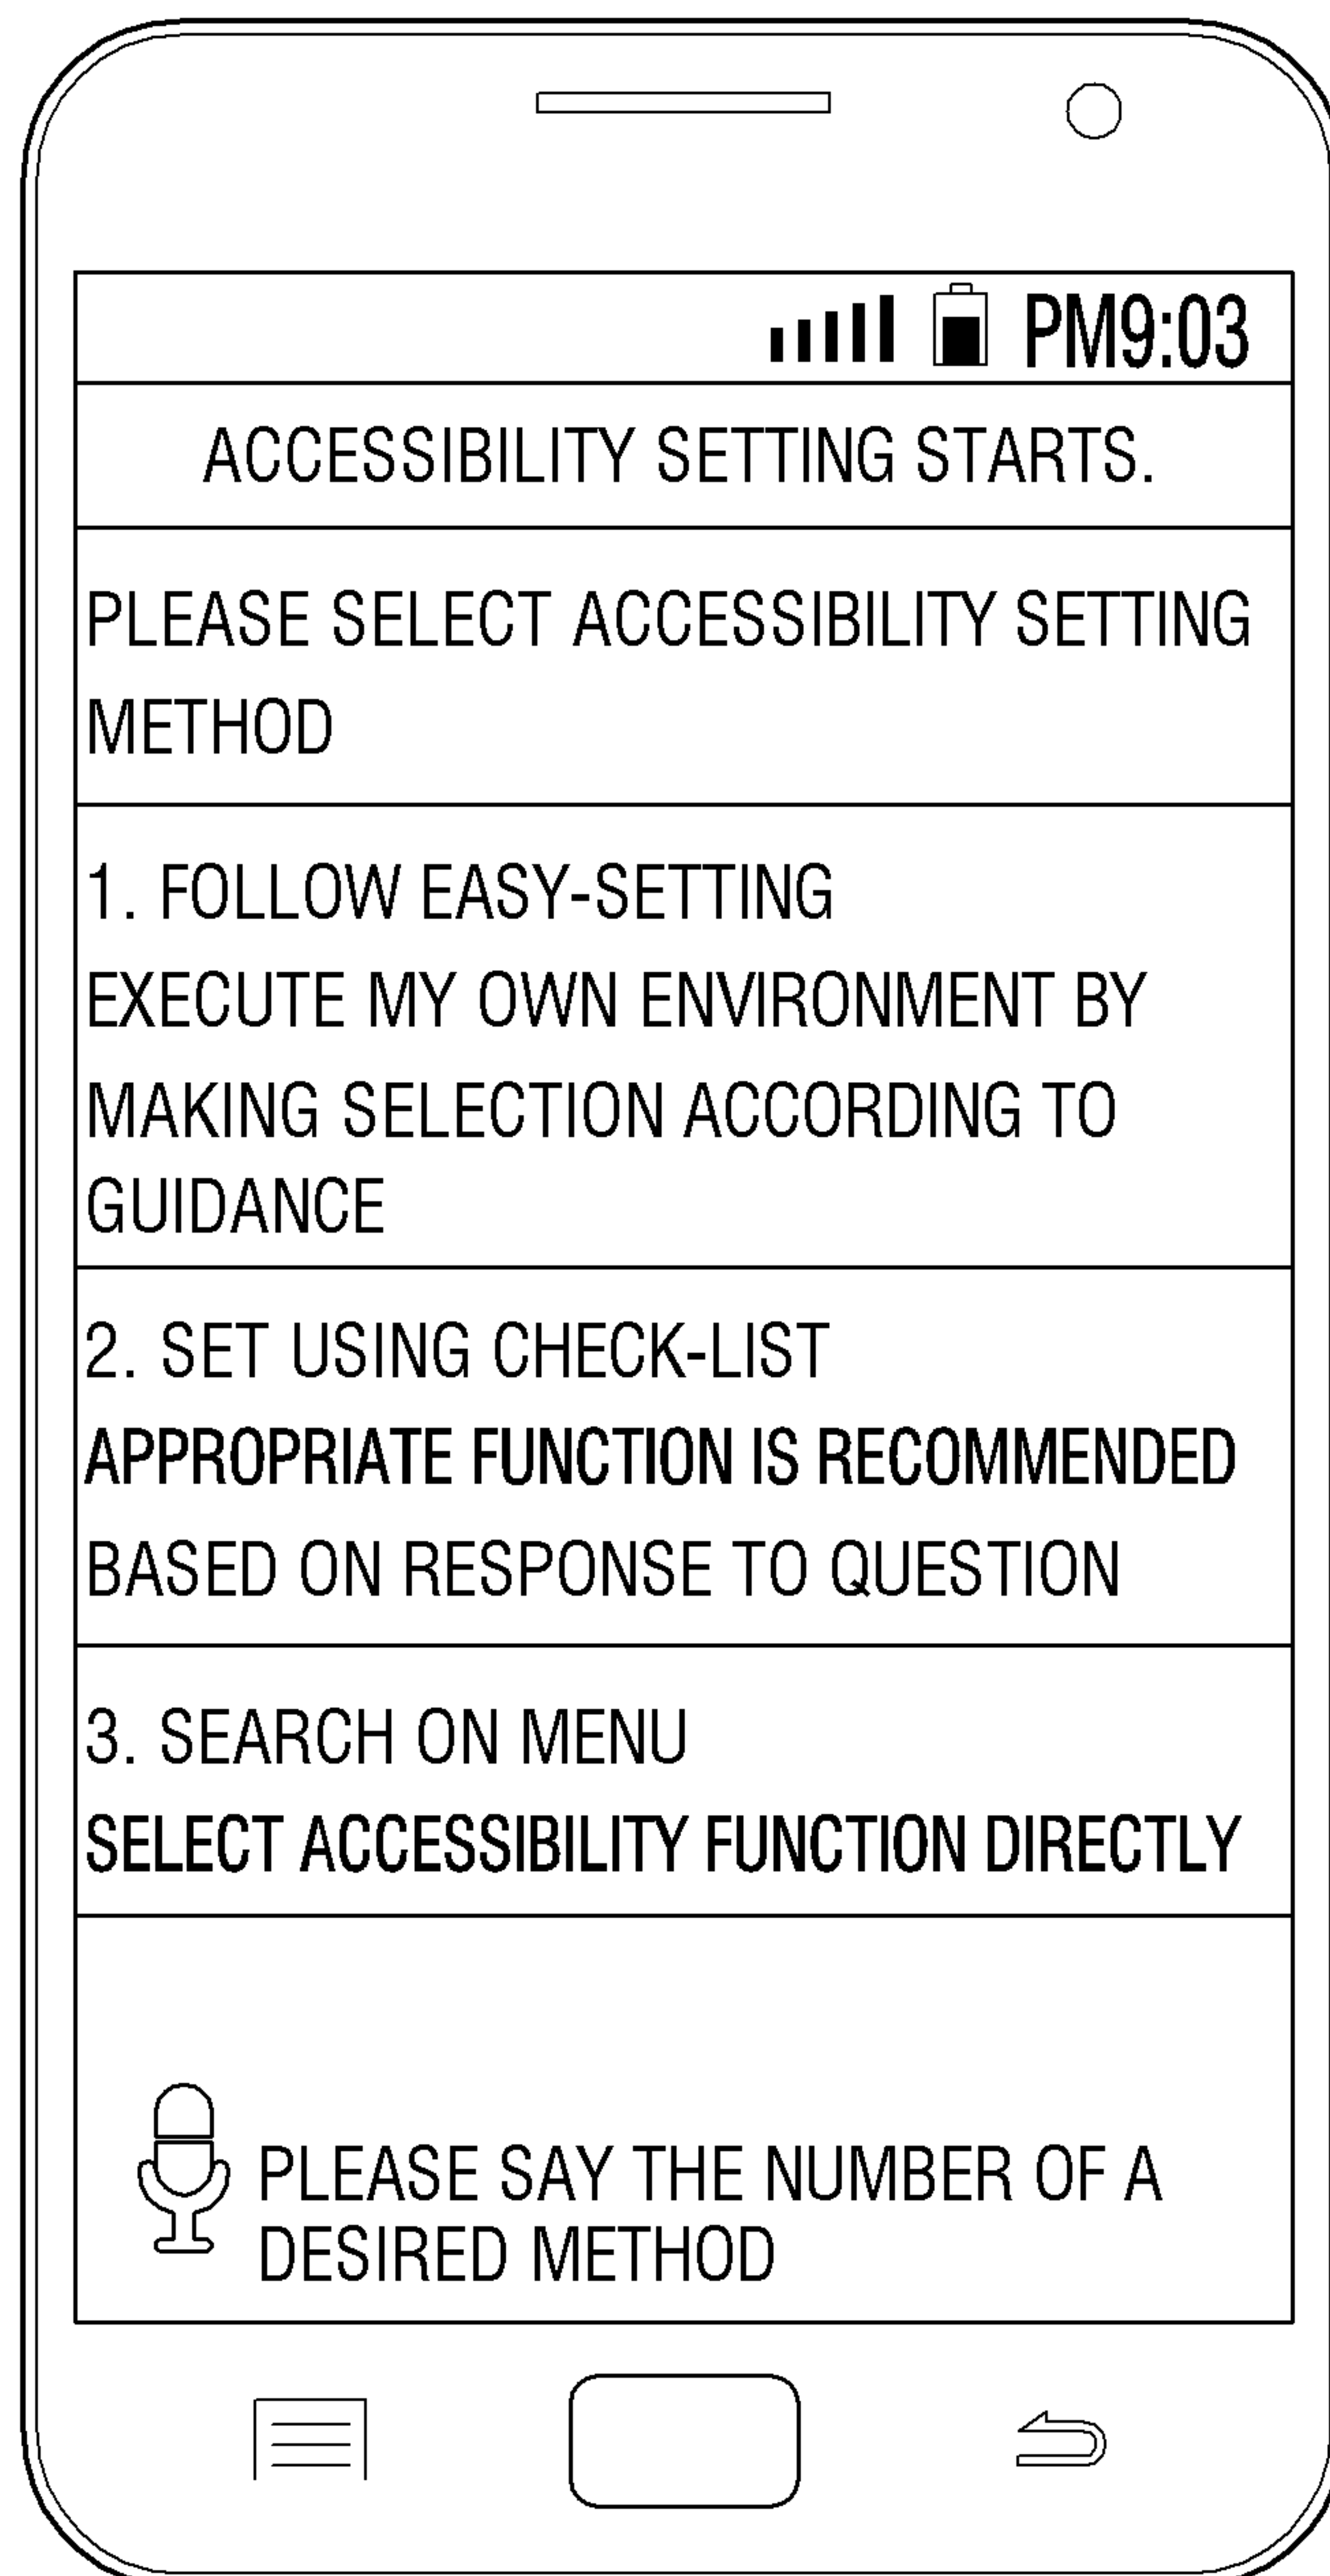 PM9:03
ACCESSIBILITY SETTING STARTS.
PLEASE SELECT ACCESSIBILITY SETTING
METHOD
1. FOLLOW EASY-SETTING
EXECUTE MY OWN ENVIRONMENT BY
MAKING SELECTION ACCORDING TO
GUIDANCE
2. SET USING CHECK-LIST
APPROPRIATE FUNCTION IS RECOMMENDED
BASED ON RESPONSE TO QUESTION
3. SEARCH ON MENU
SELECT ACCESSIBILITY FUNCTION DIRECTLY
PLEASE SAY THE NUMBER OF A
DESIRED METHOD